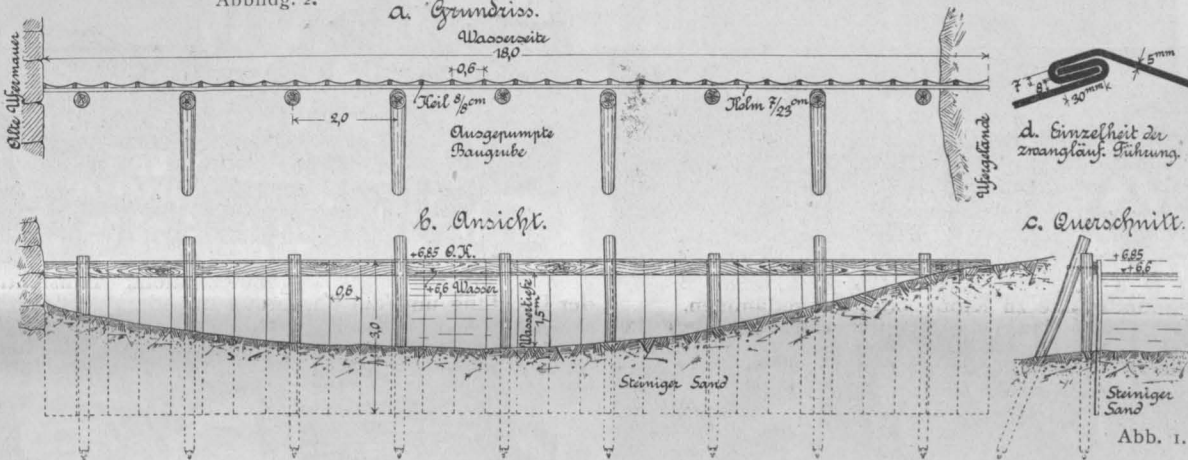 Abbildg. 2.
a. Grundriss.
Wasserseite
18,0
0,6
Alte Ufermauer
Keil 8/8 cm
Holm 7/23 cm
2,0
Ausgepumpte
Baugrube
Ufergelände
5 mm
7
8
30 mm
d. Einzelheit der
zwangläuf. Führung.
b. Ansicht.
+6,85 O.K.
+6,6 Wasser
0,6
3,0
Wassertiefe
1,5 m
Steiniger Sand
c. Querschnitt.
+6,85
+6,6
Steiniger
Sand
Abb. 1.